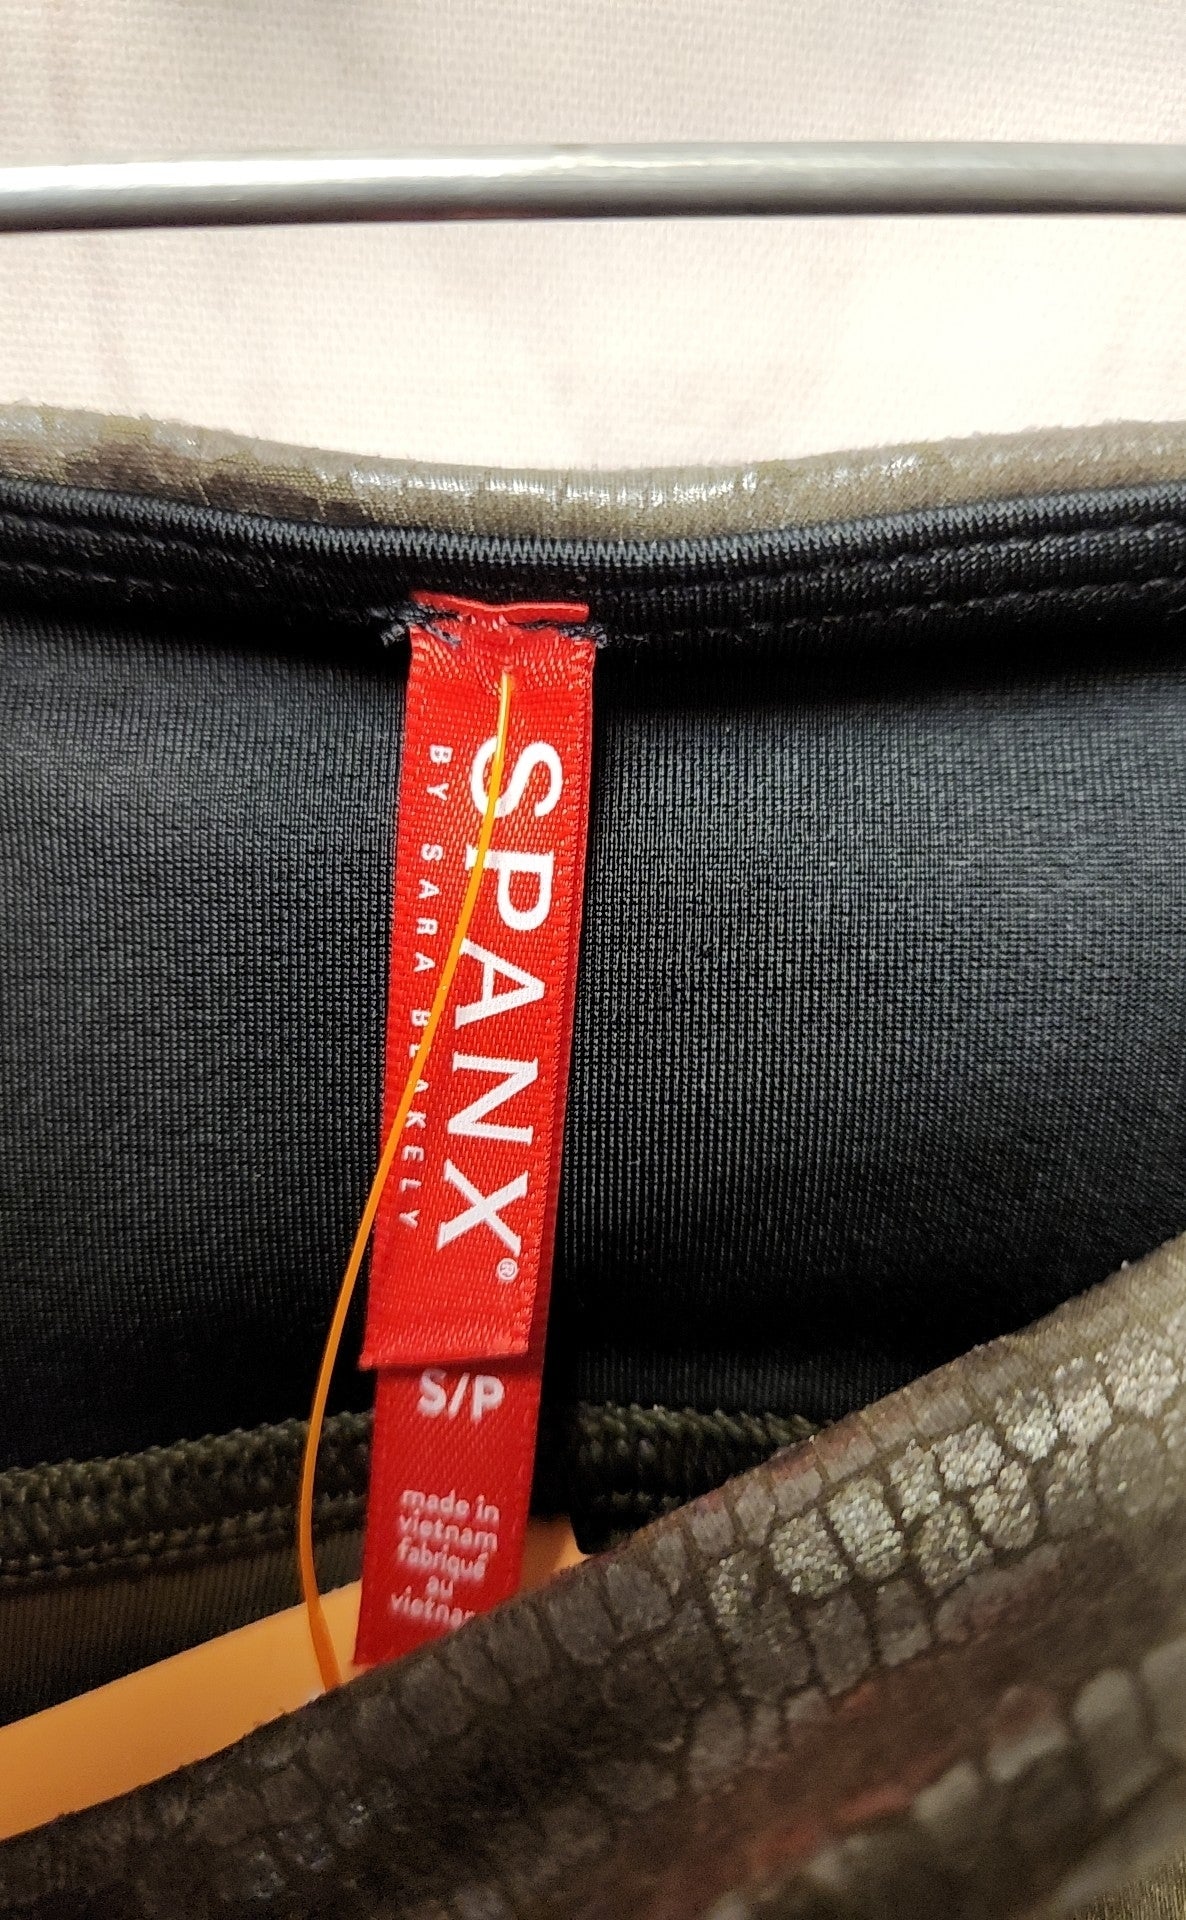 SPANX®
BY SARA BLAKELY
S/P
made in
vietnam
fabriqué
au